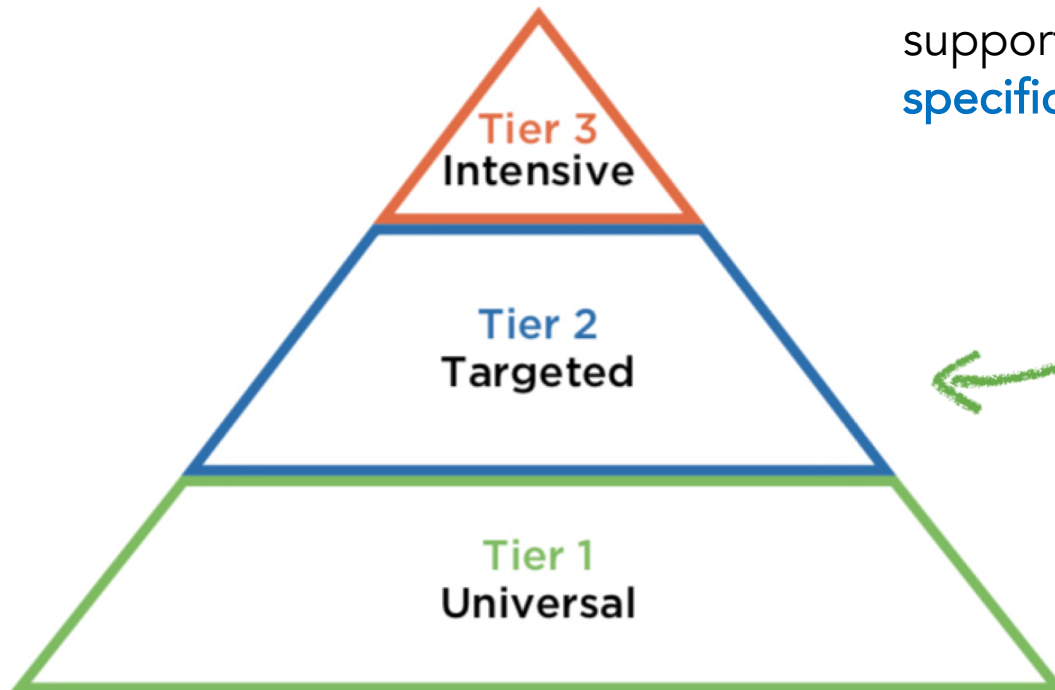 Tier 3
Intensive
Tier 2
Targeted
Tier 1
Universal